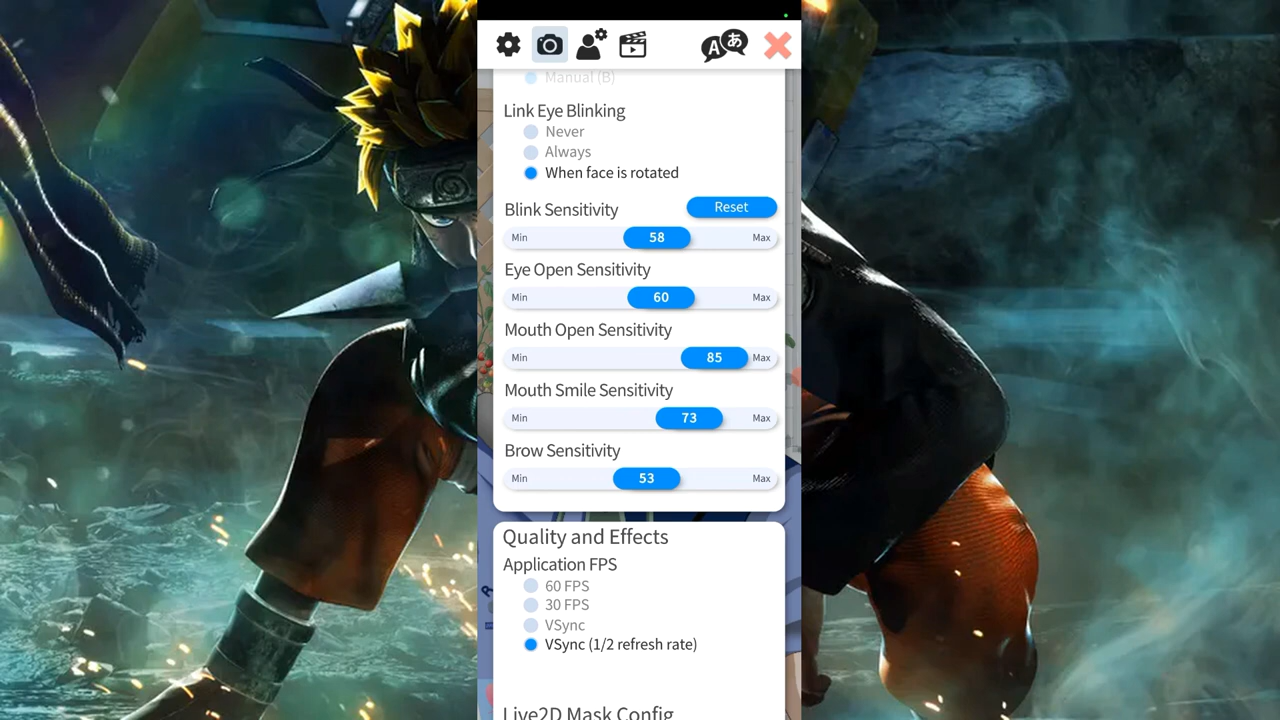 A あ
Manual (B)
Link Eye Blinking
Never
Always
When face is rotated
Blink Sensitivity
Reset
Min 58 Max
Eye Open Sensitivity
Min 60 Max
Mouth Open Sensitivity
Min 85 Max
Mouth Smile Sensitivity
Min 73 Max
Brow Sensitivity
Min 53 Max
Quality and Effects
Application FPS
60 FPS
30 FPS
VSync
VSync (1/2 refresh rate)
Live2D Mask Config